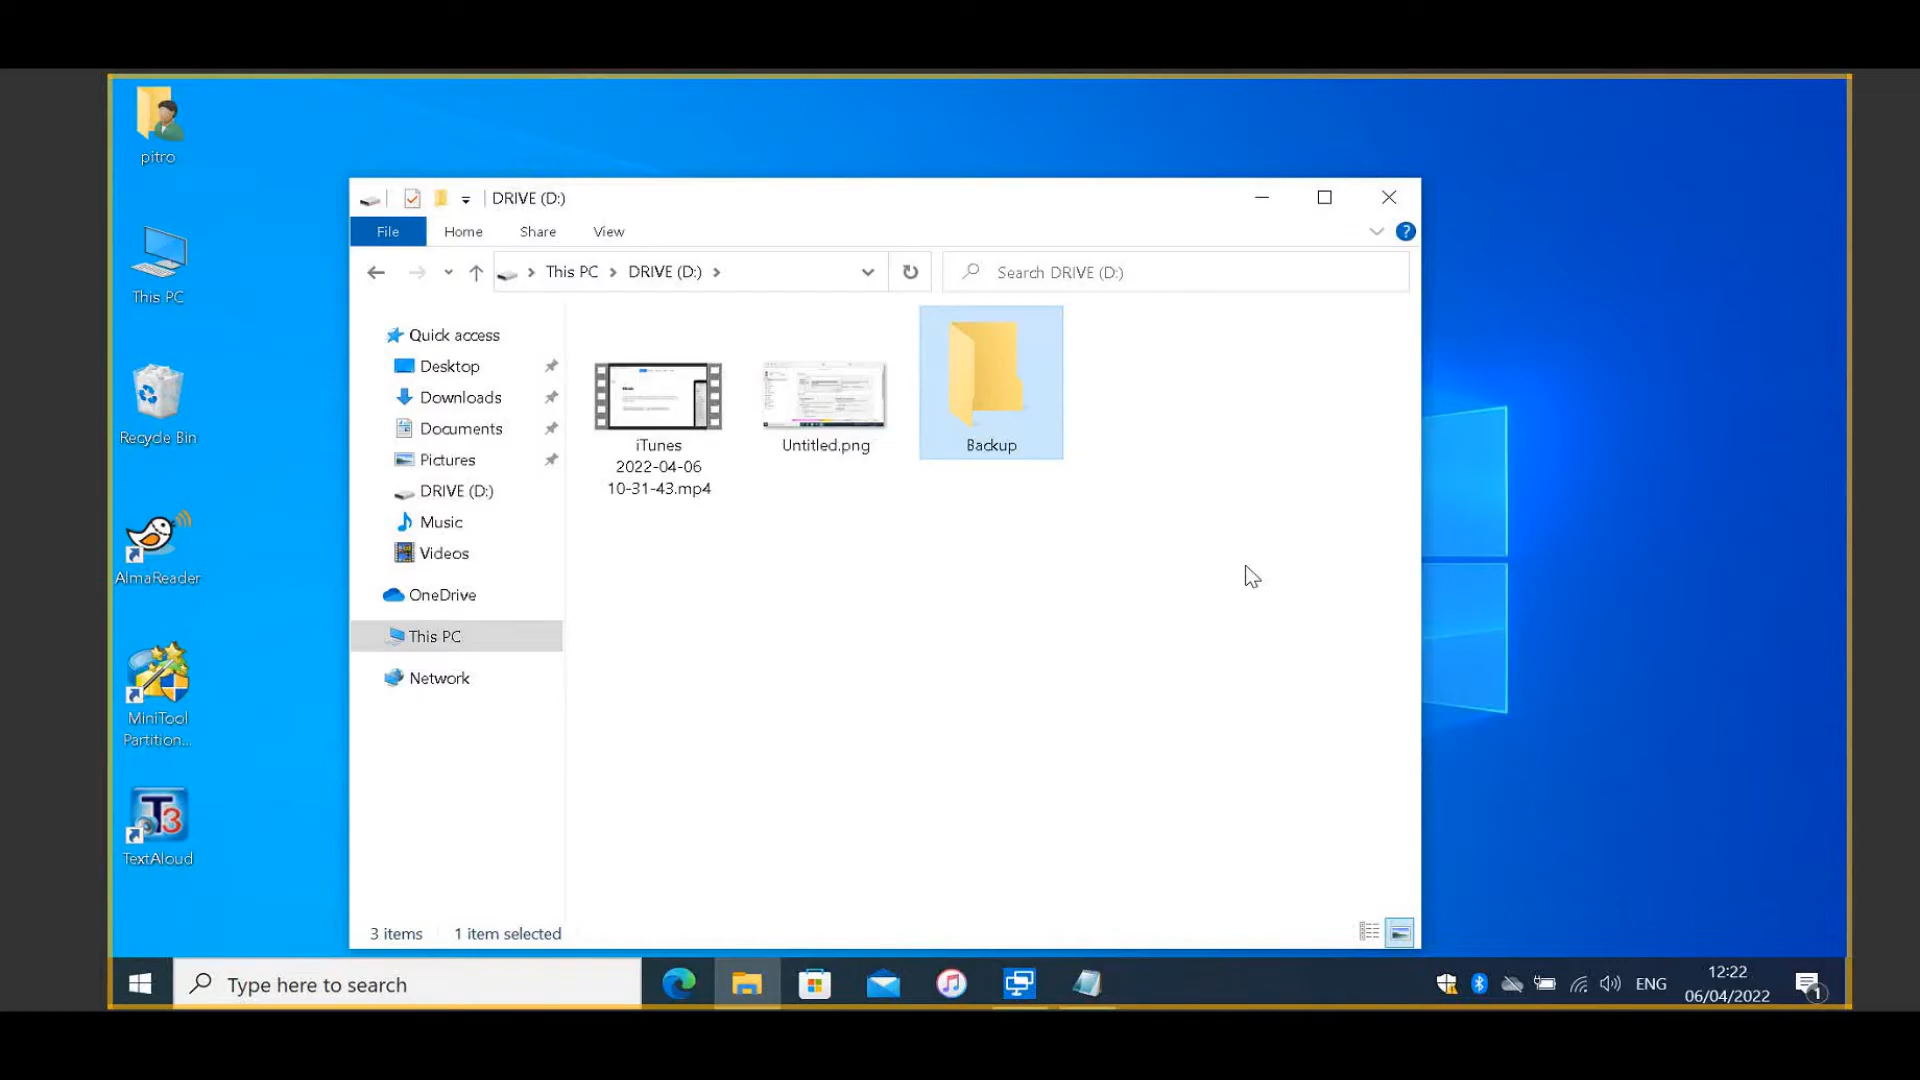 pitro
This PC
Recycle Bin
AlmaReader
MiniTool
Partition...
T3
TextAloud
DRIVE (D:)
File
Home
Share
View
?
This PC
DRIVE (D:)
Search DRIVE (D:)
Quick access
Desktop
Downloads
Documents
Pictures
DRIVE (D:)
Music
Videos
OneDrive
This PC
Network
iTunes
2022-04-06
10-31-43.mp4
Untitled.png
Backup
3 items
1 item selected
Type here to search
ENG
12:22
06/04/2022
1